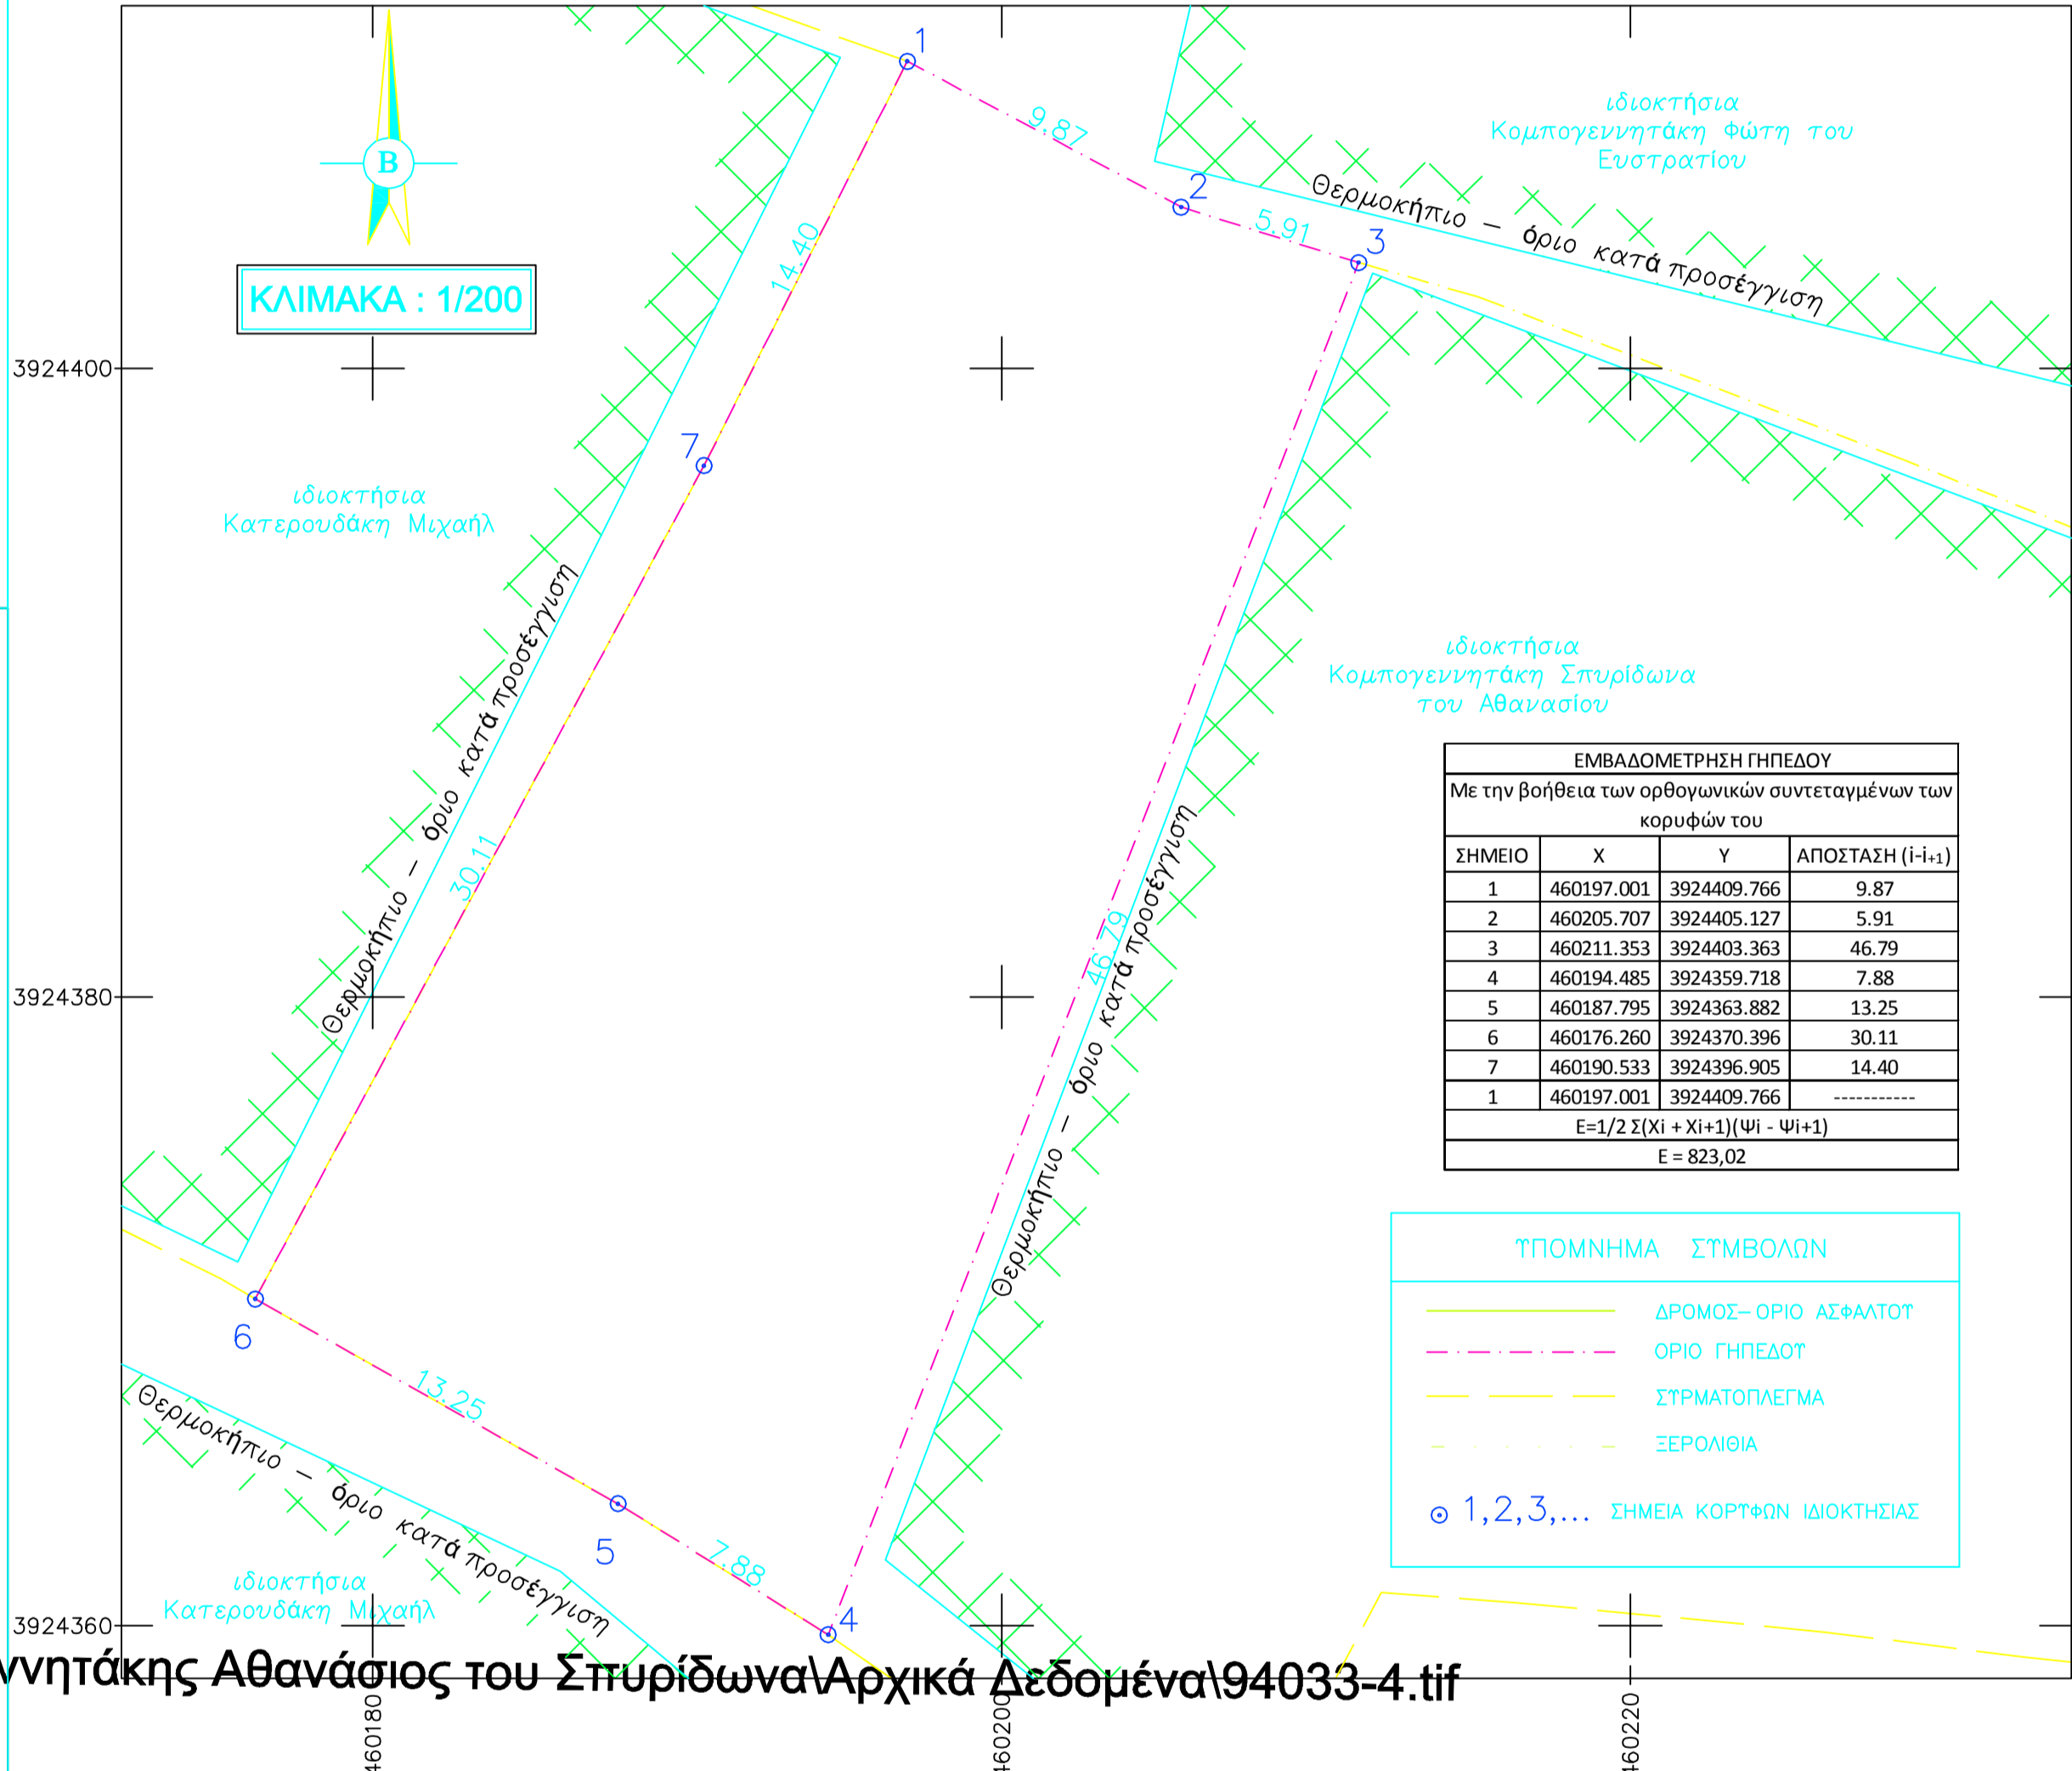 1
9.87
2
5.91
3
14.40
7
30.11
46.79
6
13.25
5
7.88
4
B
ΚΛΙΜΑΚΑ : 1/200
3924400
3924380
3924360
460180
460200
460220
ιδιοκτήσια
Κομπογεννητάκη Φώτη του
Ευστρατίου
Θερμοκήπιο – όριο κατά προσέγγιση
ιδιοκτήσια
Κατερουδάκη Μιχαήλ
Θερμοκήπιο – όριο κατά προσέγγιση
ιδιοκτήσια
Κομπογεννητάκη Σπυρίδωνα
του Αθανασίου
Θερμοκήπιο – όριο κατά προσέγγιση
ΕΜΒΑΔΟΜΕΤΡΗΣΗ ΓΗΠΕΔΟΥ
Με την βοήθεια των ορθογωνικών συντεταγμένων των
κορυφών του
ΣΗΜΕΙΟ Χ Υ ΑΠΟΣΤΑΣΗ (i-i+1)
1 460197.001 3924409.766 9.87
2 460205.707 3924405.127 5.91
3 460211.353 3924403.363 46.79
4 460194.485 3924359.718 7.88
5 460187.795 3924363.882 13.25
6 460176.260 3924370.396 30.11
7 460190.533 3924396.905 14.40
1 460197.001 3924409.766 -----------
Ε=1/2 Σ(Χi + Xi+1)(Ψi - Ψi+1)
Ε = 823,02
ΥΠΟΜΝΗΜΑ ΣΥΜΒΟΛΩΝ
ΔΡΟΜΟΣ–ΟΡΙΟ ΑΣΦΑΛΤΟΥ
ΟΡΙΟ ΓΗΠΕΔΟΥ
ΣΥΡΜΑΤΟΠΛΕΓΜΑ
ΞΕΡΟΛΙΘΙΑ
1,2,3,... ΣΗΜΕΙΑ ΚΟΡΥΦΩΝ ΙΔΙΟΚΤΗΣΙΑΣ
Θερμοκήπιο – όριο κατά προσέγγιση
ιδιοκτήσια
Κατερουδάκη Μιχαήλ
ννητάκης Αθανάσιος του Σπυρίδωνα\Αρχικά Δεδομένα\94033-4.tif